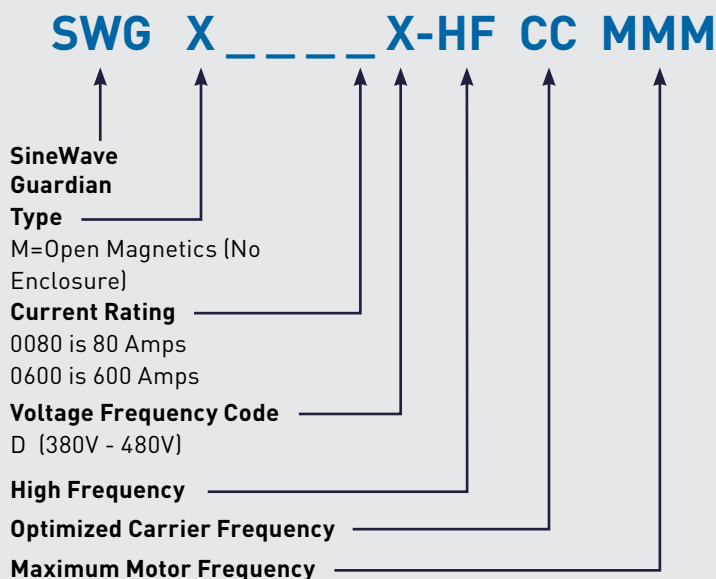 SWG X _ _ _ _ X-HF CC MMM
SineWave
Guardian
Type
M=Open Magnetics (No
Enclosure)
Current Rating
0080 is 80 Amps
0600 is 600 Amps
Voltage Frequency Code
D (380V - 480V)
High Frequency
Optimized Carrier Frequency
Maximum Motor Frequency